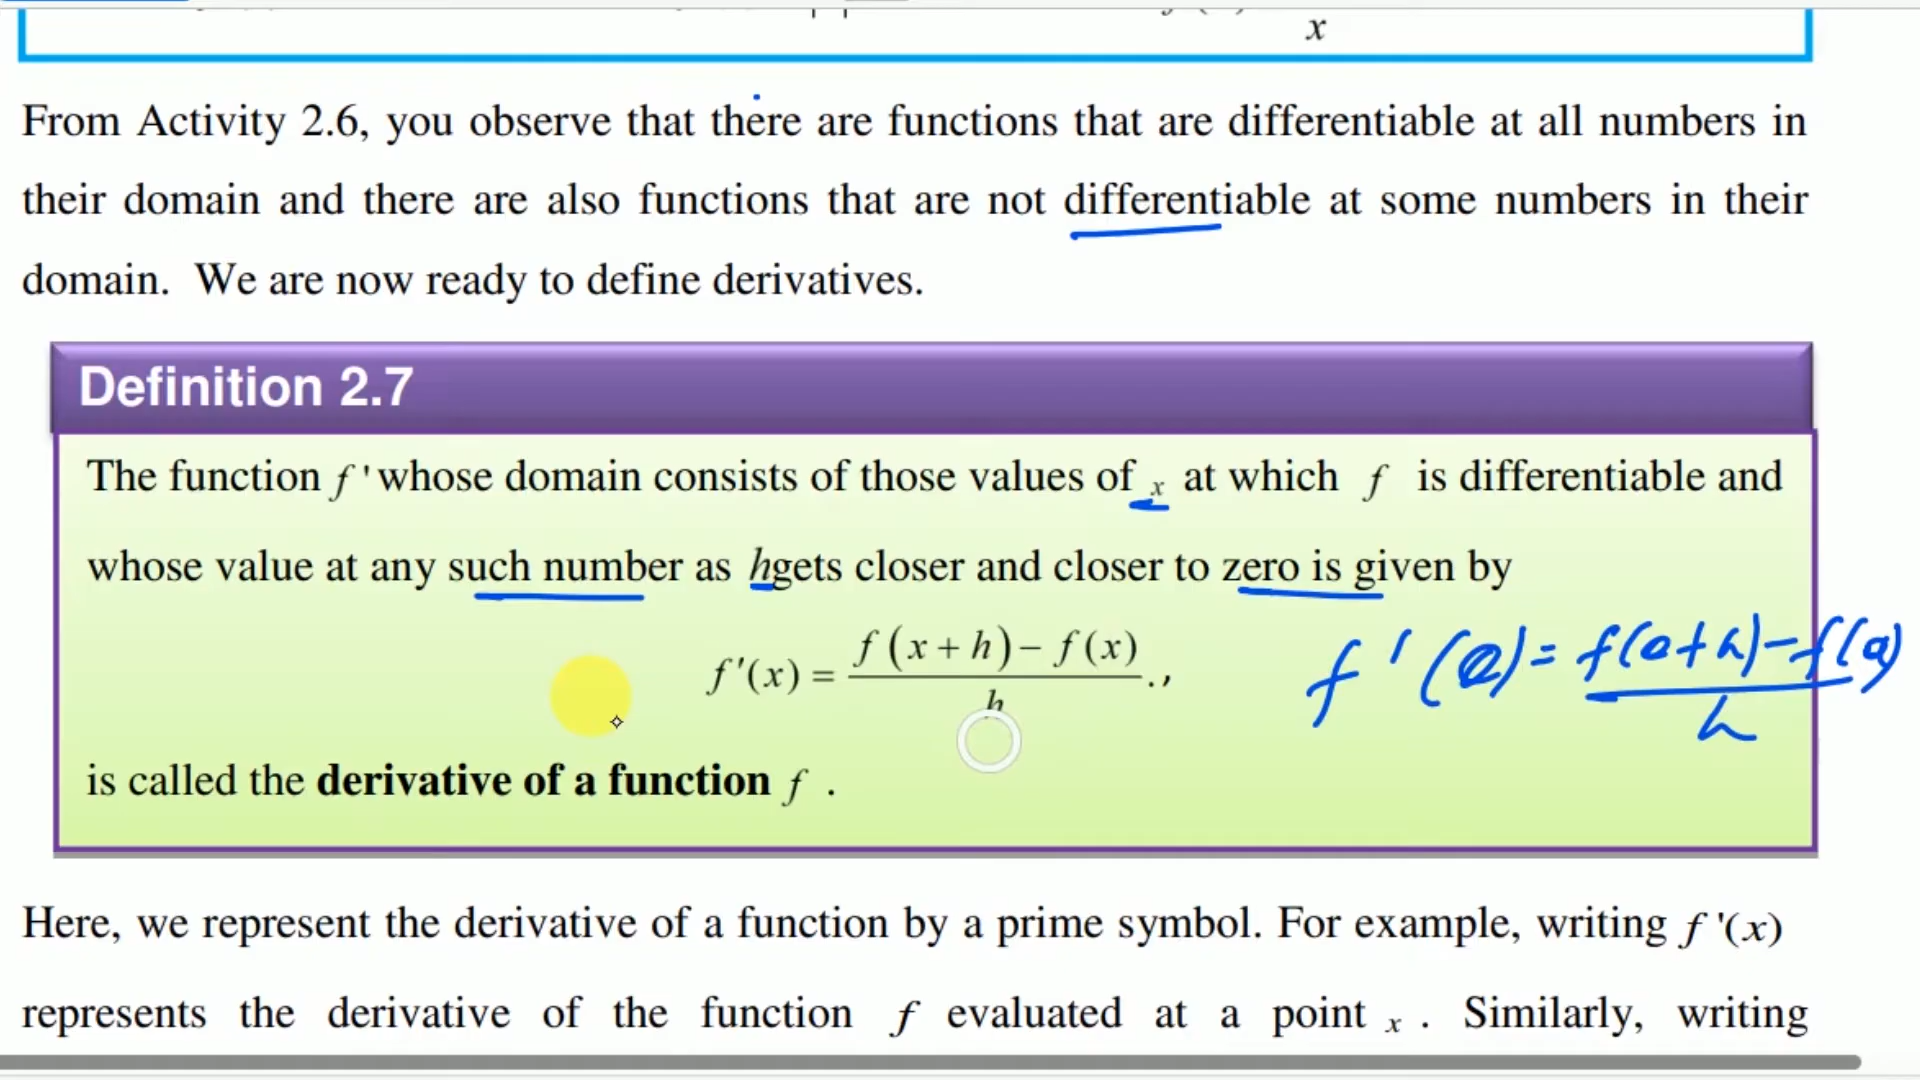 x
From Activity 2.6, you observe that there are functions that are differentiable at all numbers in
their domain and there are also functions that are not differentiable at some numbers in their
domain. We are now ready to define derivatives.
Definition 2.7
The function f ' whose domain consists of those values of x at which f is differentiable and
whose value at any such number as hgets closer and closer to zero is given by
f'(x) = f(x+h) − f(x) / h .,
f'(a) = f(a+h) − f(a) / h
is called the derivative of a function f .
Here, we represent the derivative of a function by a prime symbol. For example, writing f '(x)
represents the derivative of the function f evaluated at a point x . Similarly, writing